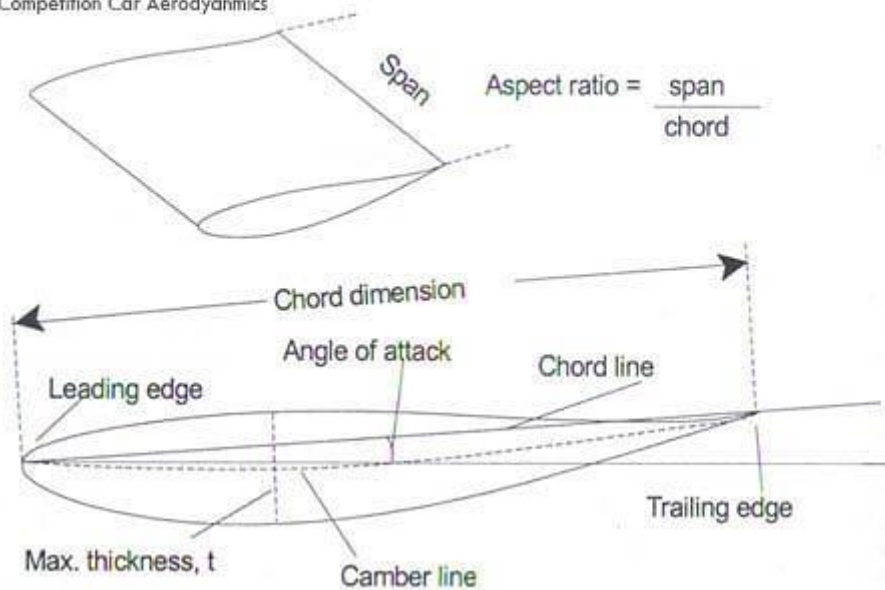 Competition Car Aerodyanmics
Span
Aspect ratio = span
chord
Chord dimension
Angle of attack
Chord line
Leading edge
Trailing edge
Max. thickness, t
Camber line